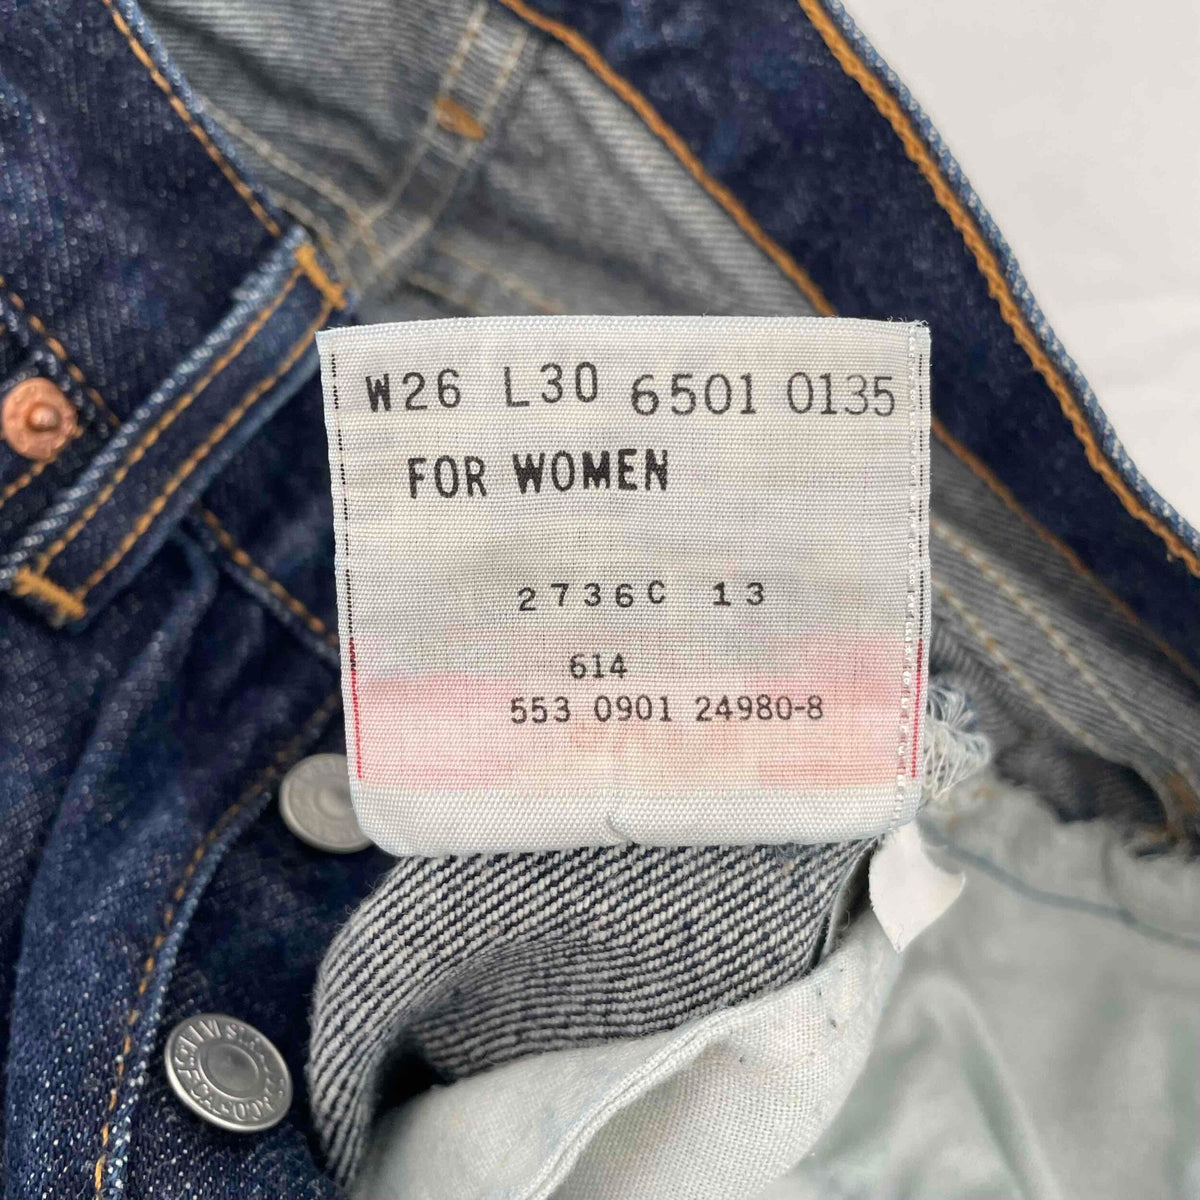 W26 L30 6501 0135
FOR WOMEN
2736C 13
614
553 0901 24980-8